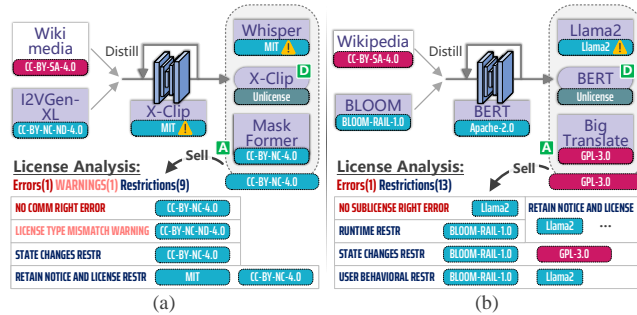 Wiki
media
CC-BY-SA-4.0
I2VGen-
XL
CC-BY-NC-ND-4.0
Distill
X-Clip
MIT
Whisper
MIT
D
X-Clip
Unlicense
Mask
Former
CC-BY-NC-4.0
A
Sell
CC-BY-NC-4.0
License Analysis:
Errors(1) WARNINGS(1) Restrictions(9)
NO COMM RIGHT ERROR CC-BY-NC-4.0
LICENSE TYPE MISMATCH WARNING CC-BY-NC-ND-4.0
STATE CHANGES RESTR CC-BY-NC-4.0
RETAIN NOTICE AND LICENSE RESTR MIT CC-BY-NC-4.0
(a)
Wikipedia
CC-BY-SA-4.0
BLOOM
BLOOM-RAIL-1.0
Distill
BERT
Apache-2.0
Llama2
Llama2
D
BERT
Unlicense
Big
Translate
GPL-3.0
A
Sell
GPL-3.0
License Analysis:
Errors(1) Restrictions(13)
NO SUBLICENSE RIGHT ERROR Llama2 RETAIN NOTICE AND LICENSE
RUNTIME RESTR BLOOM-RAIL-1.0 Llama2 ...
STATE CHANGES RESTR BLOOM-RAIL-1.0 GPL-3.0
USER BEHAVIORAL RESTR BLOOM-RAIL-1.0 Llama2
(b)